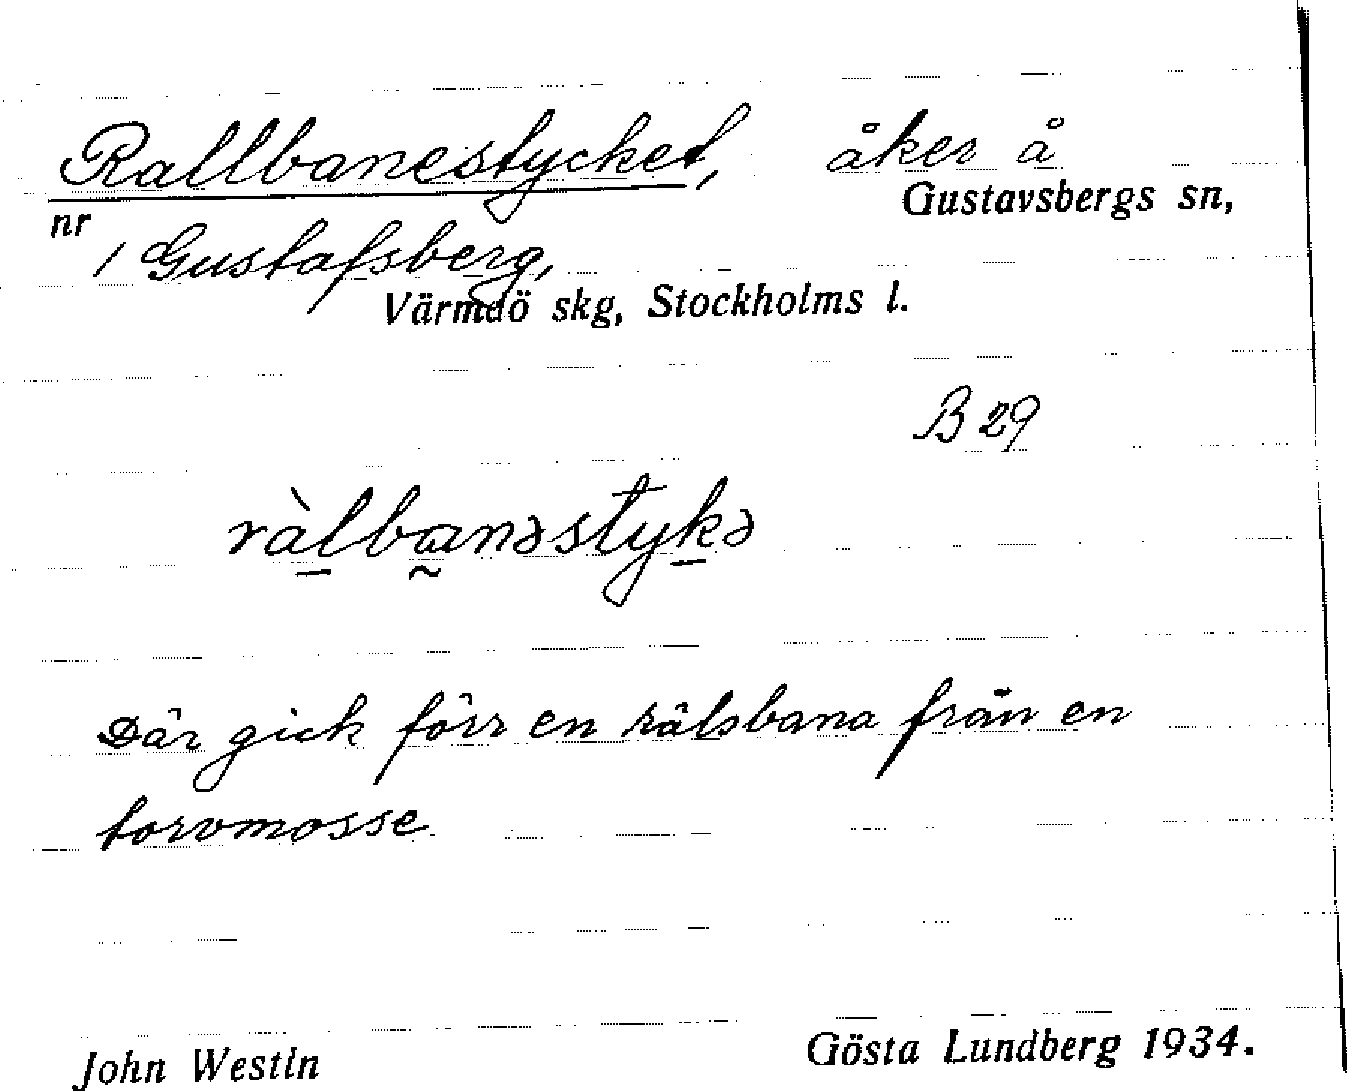 Rallbanestycket, åker å
Gustavsbergs sn,
nr
1 Gustafsberg,
Värmdö skg, Stockholms l.
B 29
ràlbanəstykə
Där gick förr en rälsbana från en
torvmosse.
John Westin
Gösta Lundberg 1934.